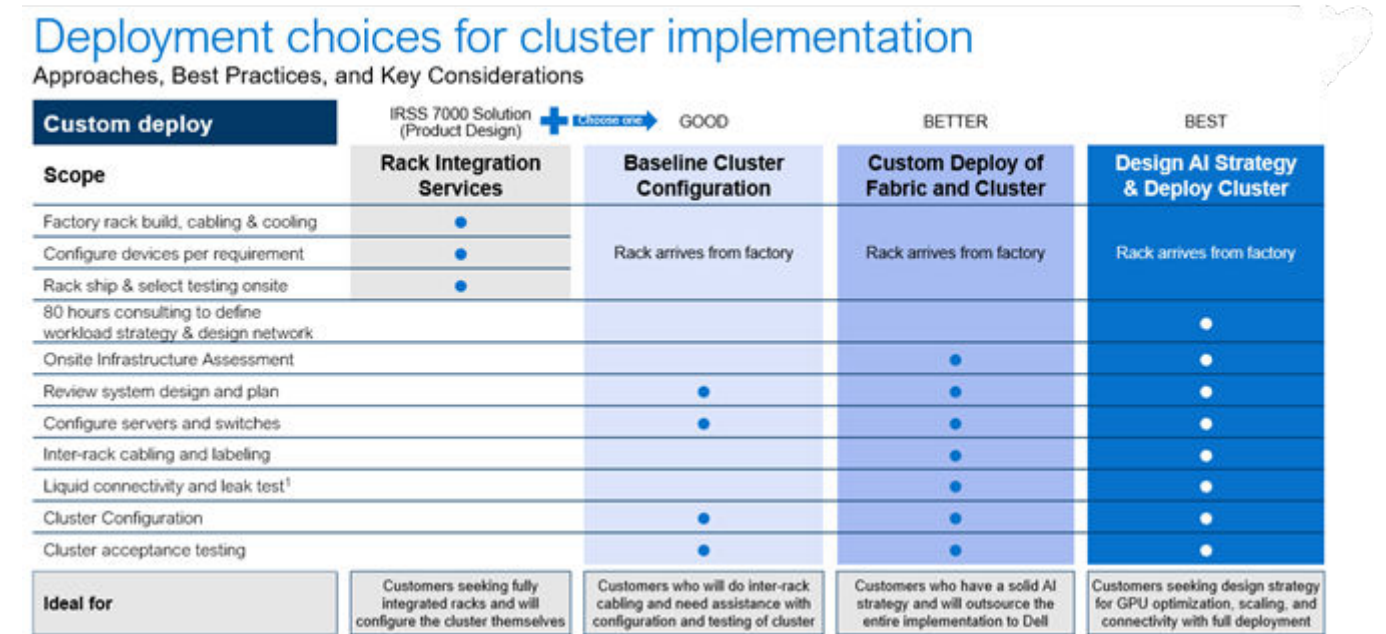 Deployment choices for cluster implementation
Approaches, Best Practices, and Key Considerations
Custom deploy
IRSS 7000 Solution
(Product Design)
Choose one
GOOD
BETTER
BEST
Scope
Rack Integration
Services
Baseline Cluster
Configuration
Custom Deploy of
Fabric and Cluster
Design AI Strategy
& Deploy Cluster
Factory rack build, cabling & cooling
Configure devices per requirement
Rack arrives from factory
Rack arrives from factory
Rack arrives from factory
Rack ship & select testing onsite
80 hours consulting to define
workload strategy & design network
Onsite Infrastructure Assessment
Review system design and plan
Configure servers and switches
Inter-rack cabling and labeling
Liquid connectivity and leak test¹
Cluster Configuration
Cluster acceptance testing
Ideal for
Customers seeking fully
integrated racks and will
configure the cluster themselves
Customers who will do inter-rack
cabling and need assistance with
configuration and testing of cluster
Customers who have a solid AI
strategy and will outsource the
entire implementation to Dell
Customers seeking design strategy
for GPU optimization, scaling, and
connectivity with full deployment